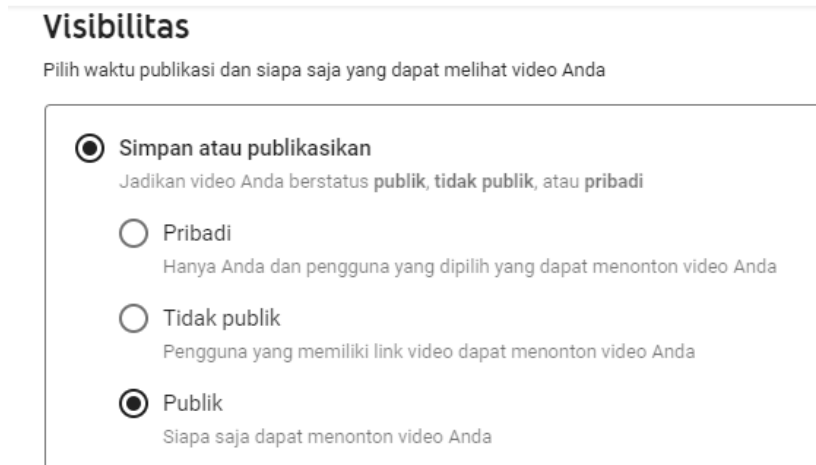 Visibilitas
Pilih waktu publikasi dan siapa saja yang dapat melihat video Anda
Simpan atau publikasikan
Jadikan video Anda berstatus publik, tidak publik, atau pribadi
Pribadi
Hanya Anda dan pengguna yang dipilih yang dapat menonton video Anda
Tidak publik
Pengguna yang memiliki link video dapat menonton video Anda
Publik
Siapa saja dapat menonton video Anda